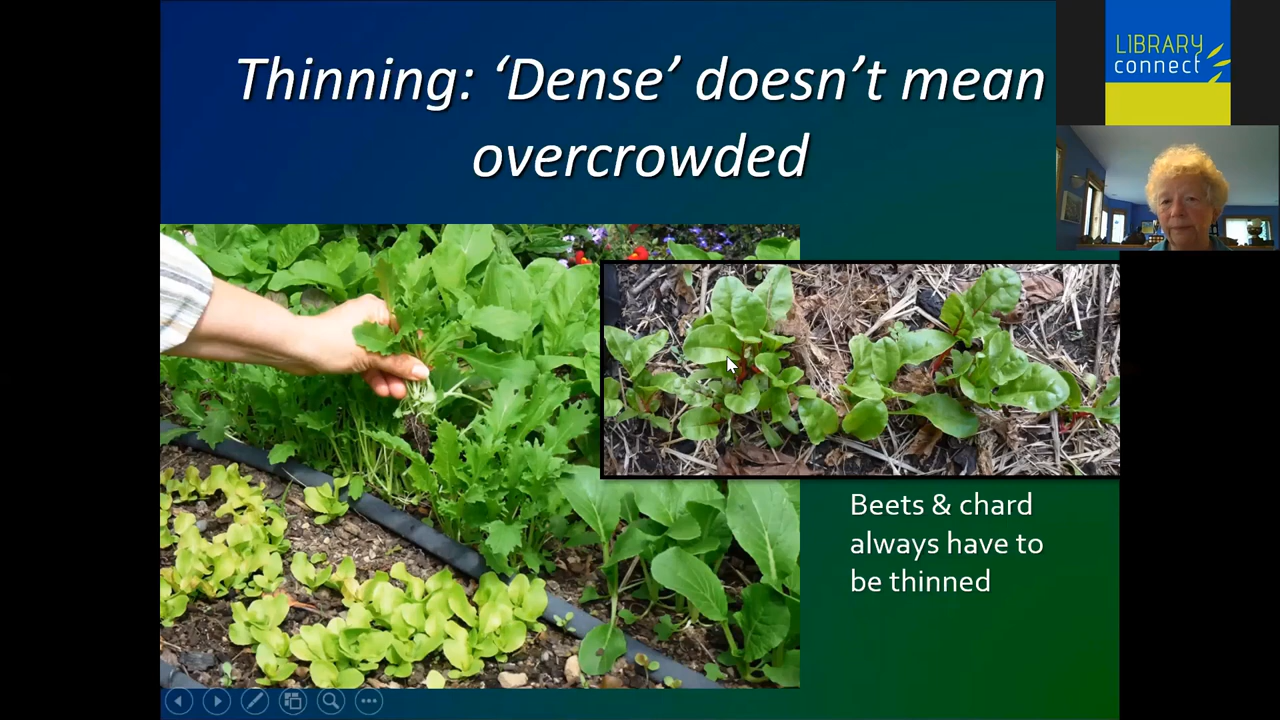 Thinning: ‘Dense’ doesn’t mean
overcrowded
LIBRARY
connect
Beets & chard
always have to
be thinned